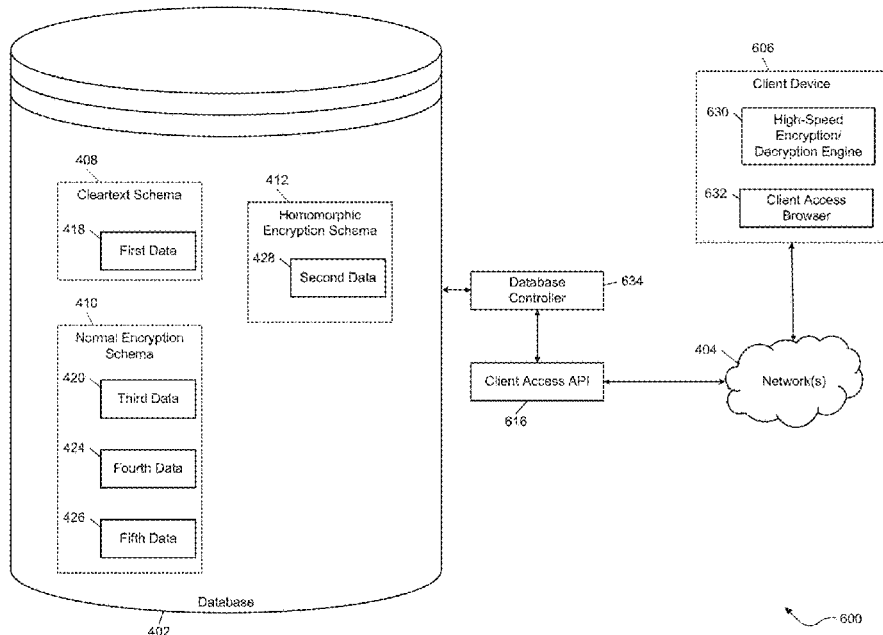 606
Client Device
630
High-Speed
Encryption/
Decryption Engine
632
Client Access
Browser
408
Cleartext Schema
418
First Data
412
Homomorphic
Encryption Schema
428
Second Data
410
Normal Encryption
Schema
420
Third Data
424
Fourth Data
426
Fifth Data
Database
Controller
634
Client Access API
616
404
Network(s)
Database
402
600